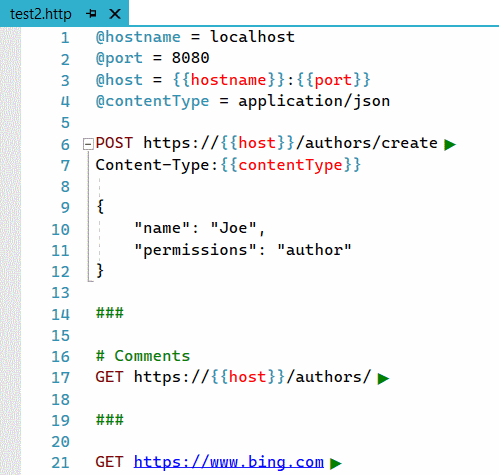 test2.http
1 @hostname = localhost
2 @port = 8080
3 @host = {{hostname}}:{{port}}
4 @contentType = application/json
5
6 POST https://{{host}}/authors/create
7 Content-Type:{{contentType}}
8
9 {
10     "name": "Joe",
11     "permissions": "author"
12 }
13
14 ###
15
16 # Comments
17 GET https://{{host}}/authors/
18
19 ###
20
21 GET https://www.bing.com